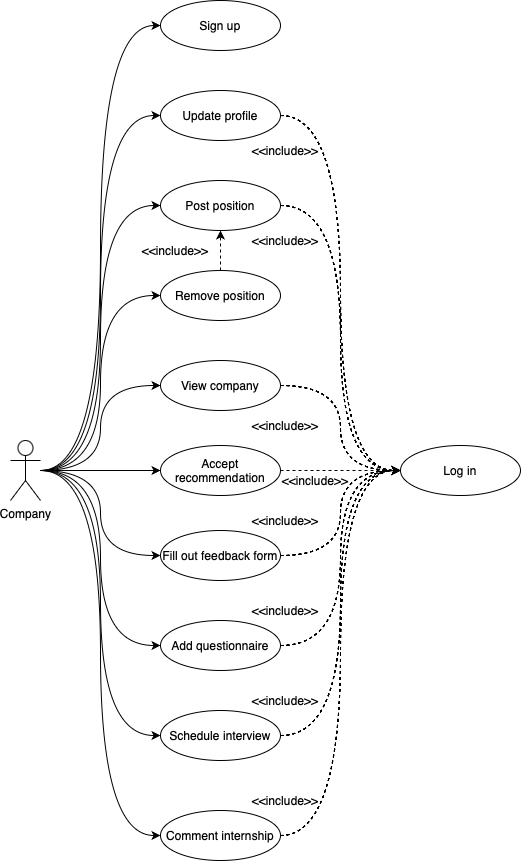 Sign up
Update profile
<<include>>
Post position
<<include>>
<<include>>
Remove position
View company
<<include>>
Accept
recommendation
<<include>>
Log in
Company
<<include>>
Fill out feedback form
<<include>>
Add questionnaire
<<include>>
Schedule interview
<<include>>
Comment internship